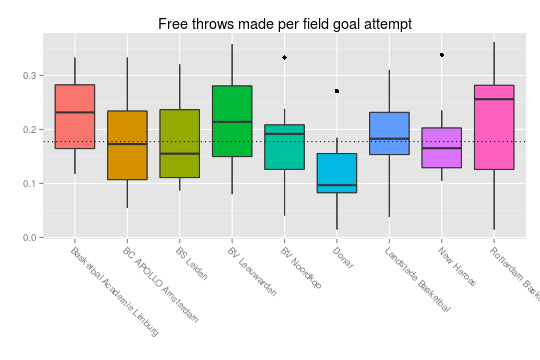 Free throws made per field goal attempt
0.3
0.2
0.1
0.0
Basketbal Academie Limburg
BC APOLLO Amsterdam
BS Leiden
BV Leeuwarden
BV Noordkop
Donar
Landstede Basketbal
New Heroes
Rotterdam Bask